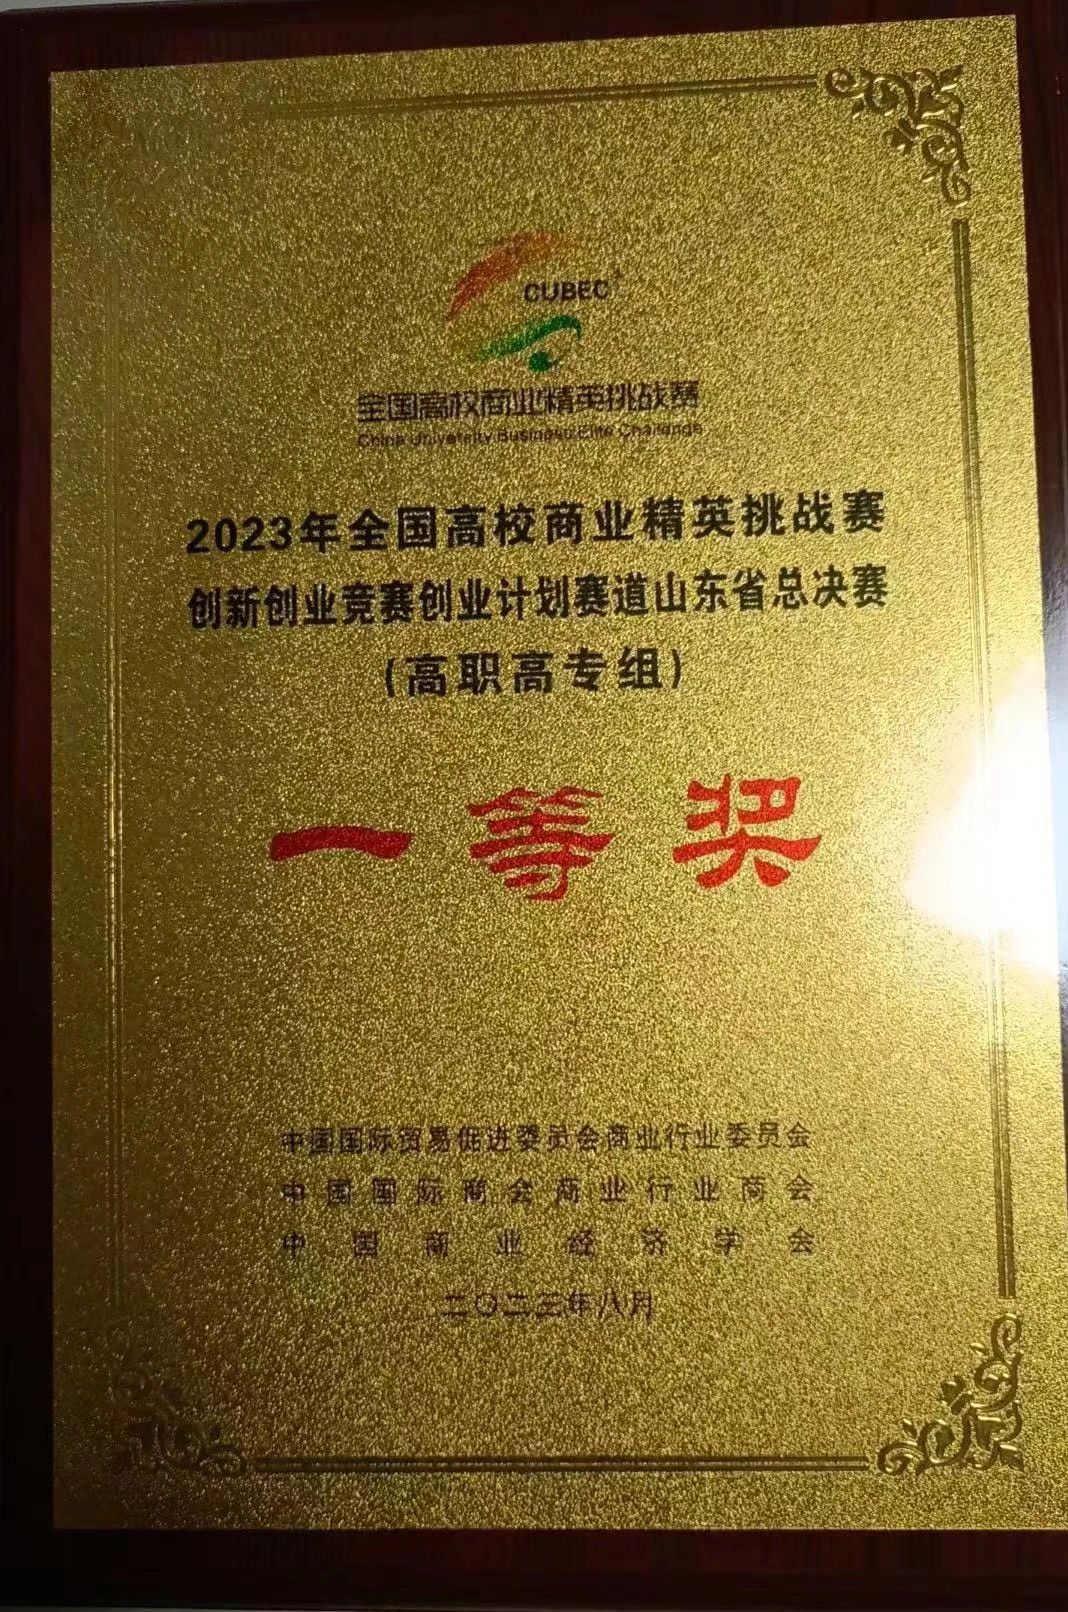 CUBEC
全国高校商业精英挑战赛
China University Business Elite Challenge
2023年全国高校商业精英挑战赛
创新创业竞赛创业计划赛道山东省总决赛
(高职高专组)
一等奖
中国国际贸易促进委员会商业行业委员会
中国国际商会商业行业商会
中国商业经济学会
二〇二三年八月